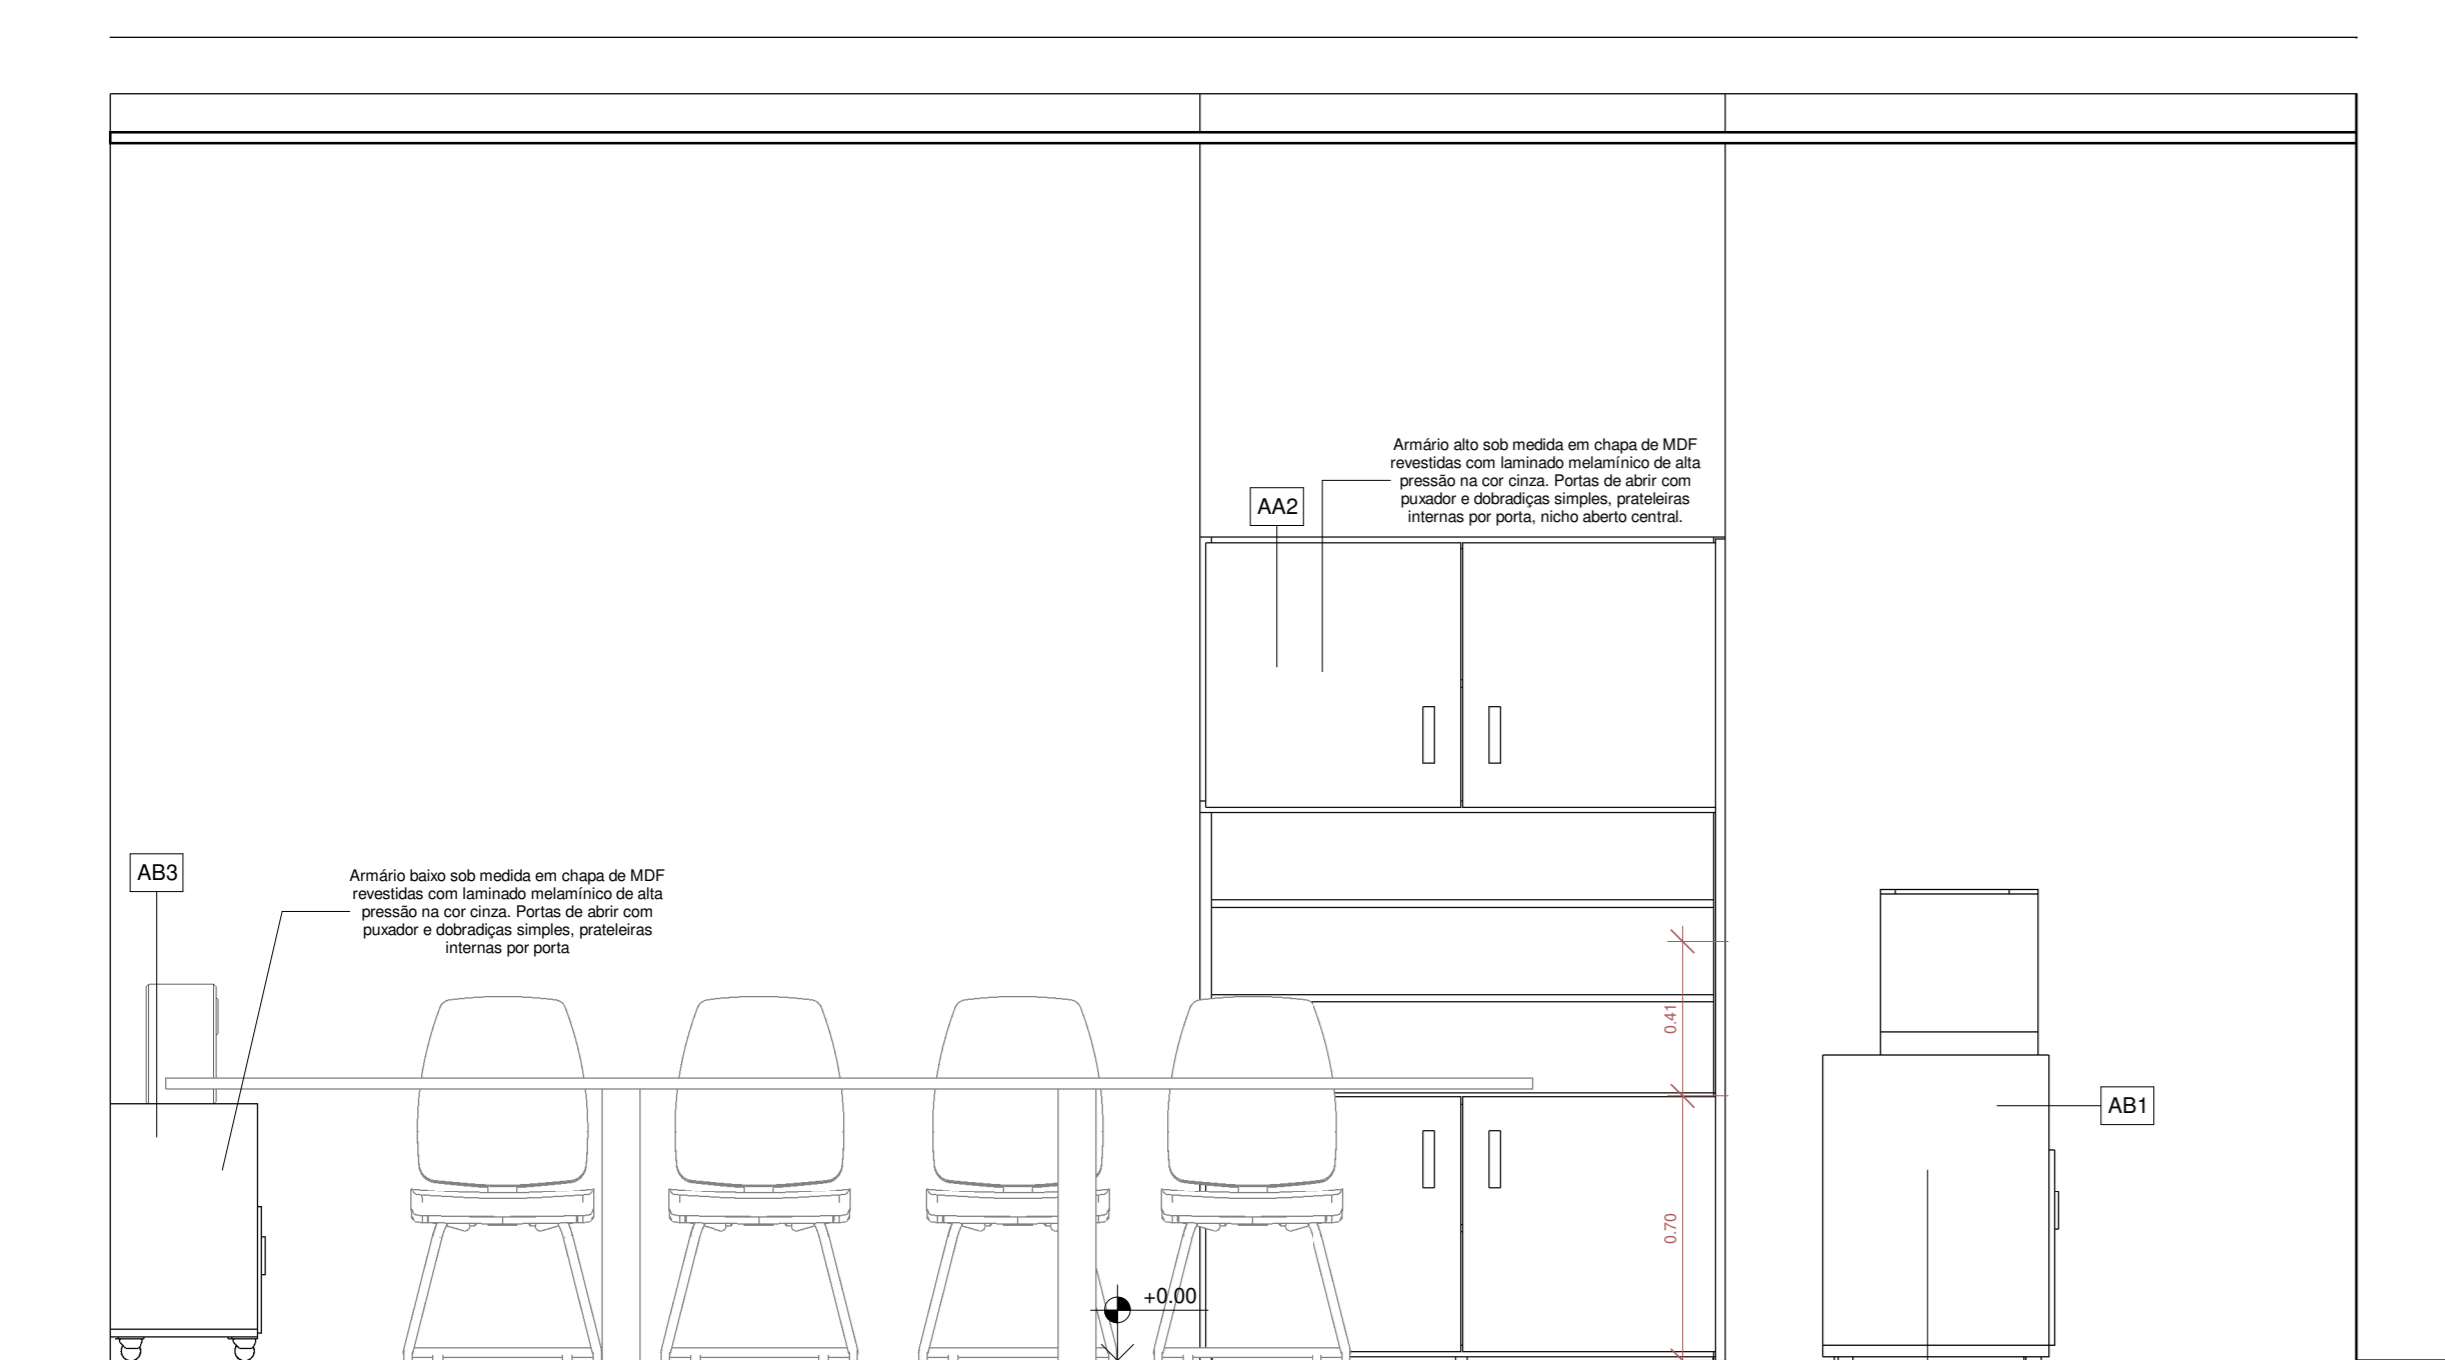 Armário alto sob medida em chapa de MDF
revestidas com laminado melamínico de alta
pressão na cor cinza. Portas de abrir com
puxador e dobradiças simples, prateleiras
internas por porta, nicho aberto central.
AA2
AB3
Armário baixo sob medida em chapa de MDF
revestidas com laminado melamínico de alta
pressão na cor cinza. Portas de abrir com
puxador e dobradiças simples, prateleiras
internas por porta
0.41
AB1
0.70
+0.00